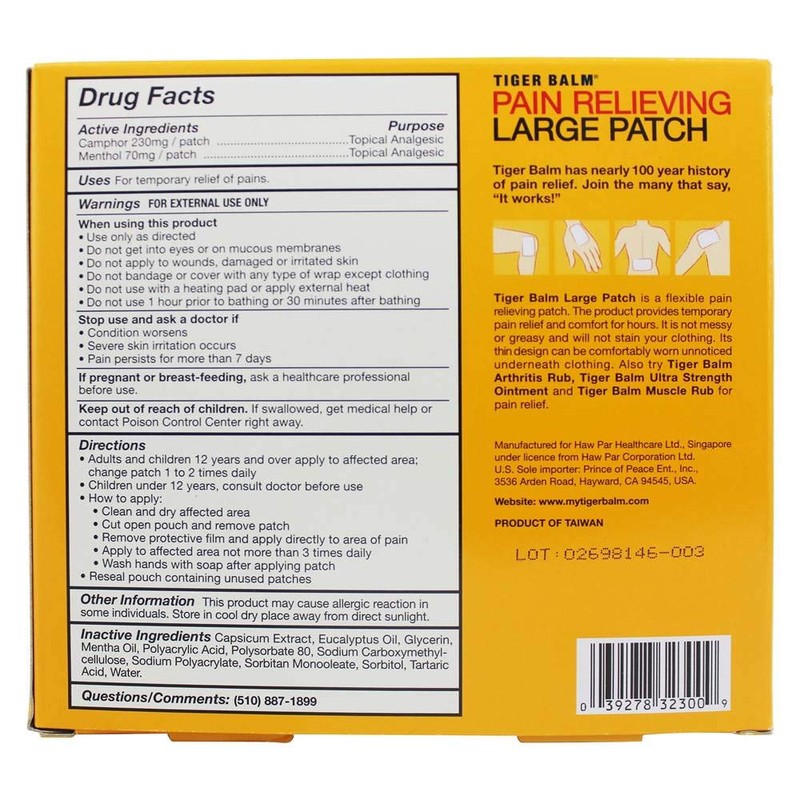 Drug Facts
Active Ingredients Purpose
Camphor 230mg / patch ........................Topical Analgesic
Menthol 70mg / patch ..........................Topical Analgesic
Uses For temporary relief of pains.
Warnings FOR EXTERNAL USE ONLY
When using this product
• Use only as directed
• Do not get into eyes or on mucous membranes
• Do not apply to wounds, damaged or irritated skin
• Do not bandage or cover with any type of wrap except clothing
• Do not use with a heating pad or apply external heat
• Do not use 1 hour prior to bathing or 30 minutes after bathing
Stop use and ask a doctor if
• Condition worsens
• Severe skin irritation occurs
• Pain persists for more than 7 days
If pregnant or breast-feeding, ask a healthcare professional
before use.
Keep out of reach of children. If swallowed, get medical help or
contact Poison Control Center right away.
Directions
• Adults and children 12 years and over apply to affected area;
change patch 1 to 2 times daily
• Children under 12 years, consult doctor before use
• How to apply:
• Clean and dry affected area
• Cut open pouch and remove patch
• Remove protective film and apply directly to area of pain
• Apply to affected area not more than 3 times daily
• Wash hands with soap after applying patch
• Reseal pouch containing unused patches
Other Information This product may cause allergic reaction in
some individuals. Store in cool dry place away from direct sunlight.
Inactive Ingredients Capsicum Extract, Eucalyptus Oil, Glycerin,
Mentha Oil, Polyacrylic Acid, Polysorbate 80, Sodium Carboxymethyl-
cellulose, Sodium Polyacrylate, Sorbitan Monooleate, Sorbitol, Tartaric
Acid, Water.
Questions/Comments: (510) 887-1899
TIGER BALM®
PAIN RELIEVING
LARGE PATCH
Tiger Balm has nearly 100 year history
of pain relief. Join the many that say,
“It works!”
Tiger Balm Large Patch is a flexible pain
relieving patch. The product provides temporary
pain relief and comfort for hours. It is not messy
or greasy and will not stain your clothing. Its
thin design can be comfortably worn unnoticed
underneath clothing. Also try Tiger Balm
Arthritis Rub, Tiger Balm Ultra Strength
Ointment and Tiger Balm Muscle Rub for
pain relief.
Manufactured for Haw Par Healthcare Ltd., Singapore
under licence from Haw Par Corporation Ltd.
U.S. Sole importer: Prince of Peace Ent., Inc.,
3536 Arden Road, Hayward, CA 94545, USA.
Website: www.mytigerbalm.com
PRODUCT OF TAIWAN
LOT:02698146-003
0 39278 32300 9